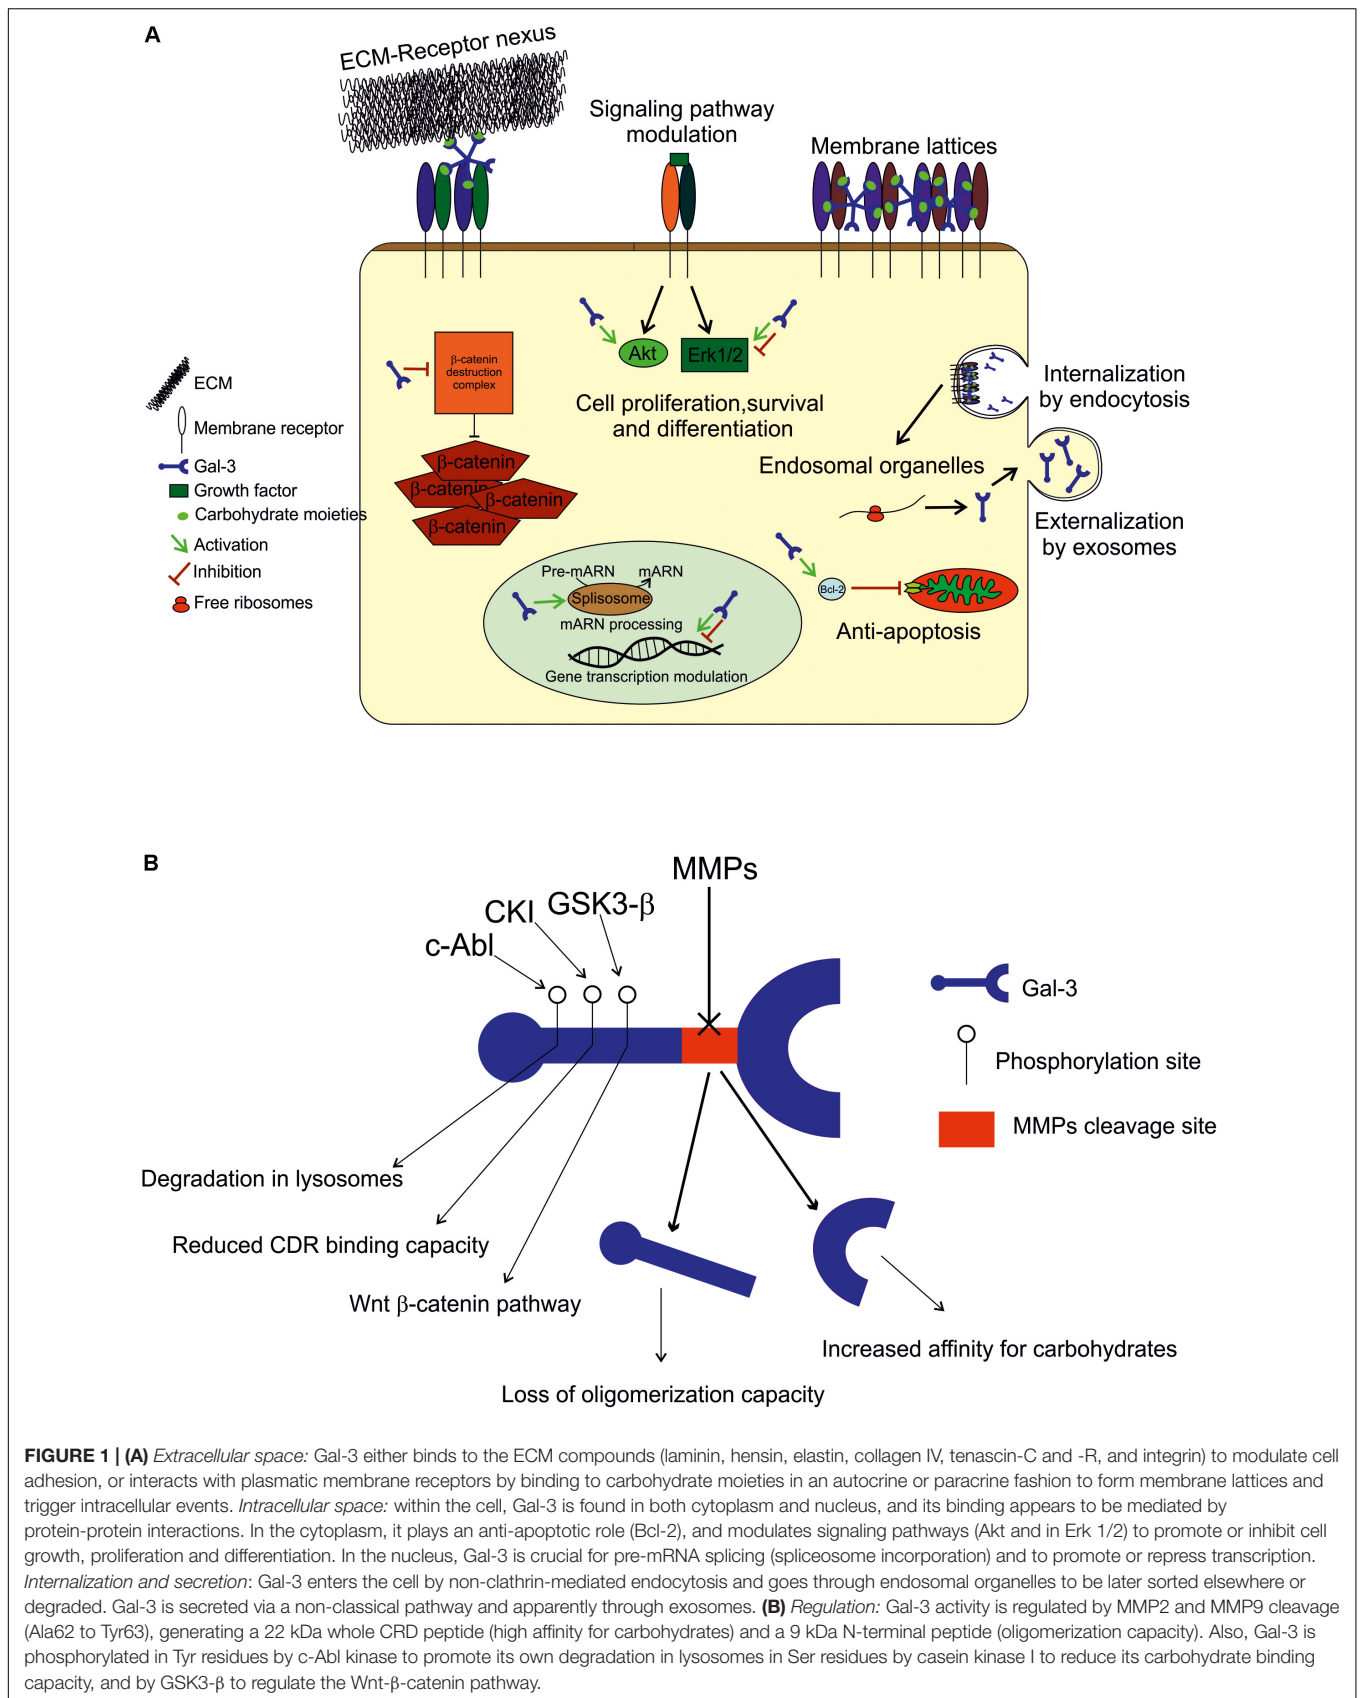 A
ECM-Receptor nexus
Signaling pathway
modulation
Membrane lattices
β-catenin
destruction
complex
Akt
Erk1/2
Cell proliferation,survival
and differentiation
Internalization
by endocytosis
Endosomal organelles
Externalization
by exosomes
β-catenin
β-catenin
β-catenin
β-catenin
ECM
Membrane receptor
Gal-3
Growth factor
Carbohydrate moieties
Activation
Inhibition
Free ribosomes
Pre-mARN
mARN
Splisosome
mARN processing
Gene transcription modulation
Bcl-2
Anti-apoptosis
B
MMPs
GSK3-β
CKI
c-Abl
Gal-3
Phosphorylation site
MMPs cleavage site
Degradation in lysosomes
Reduced CDR binding capacity
Wnt β-catenin pathway
Increased affinity for carbohydrates
Loss of oligomerization capacity
FIGURE 1 | (A) Extracellular space: Gal-3 either binds to the ECM compounds (laminin, hensin, elastin, collagen IV, tenascin-C and -R, and integrin) to modulate cell
adhesion, or interacts with plasmatic membrane receptors by binding to carbohydrate moieties in an autocrine or paracrine fashion to form membrane lattices and
trigger intracellular events. Intracellular space: within the cell, Gal-3 is found in both cytoplasm and nucleus, and its binding appears to be mediated by
protein-protein interactions. In the cytoplasm, it plays an anti-apoptotic role (Bcl-2), and modulates signaling pathways (Akt and in Erk 1/2) to promote or inhibit cell
growth, proliferation and differentiation. In the nucleus, Gal-3 is crucial for pre-mRNA splicing (spliceosome incorporation) and to promote or repress transcription.
Internalization and secretion: Gal-3 enters the cell by non-clathrin-mediated endocytosis and goes through endosomal organelles to be later sorted elsewhere or
degraded. Gal-3 is secreted via a non-classical pathway and apparently through exosomes. (B) Regulation: Gal-3 activity is regulated by MMP2 and MMP9 cleavage
(Ala62 to Tyr63), generating a 22 kDa whole CRD peptide (high affinity for carbohydrates) and a 9 kDa N-terminal peptide (oligomerization capacity). Also, Gal-3 is
phosphorylated in Tyr residues by c-Abl kinase to promote its own degradation in lysosomes in Ser residues by casein kinase I to reduce its carbohydrate binding
capacity, and by GSK3-β to regulate the Wnt-β-catenin pathway.